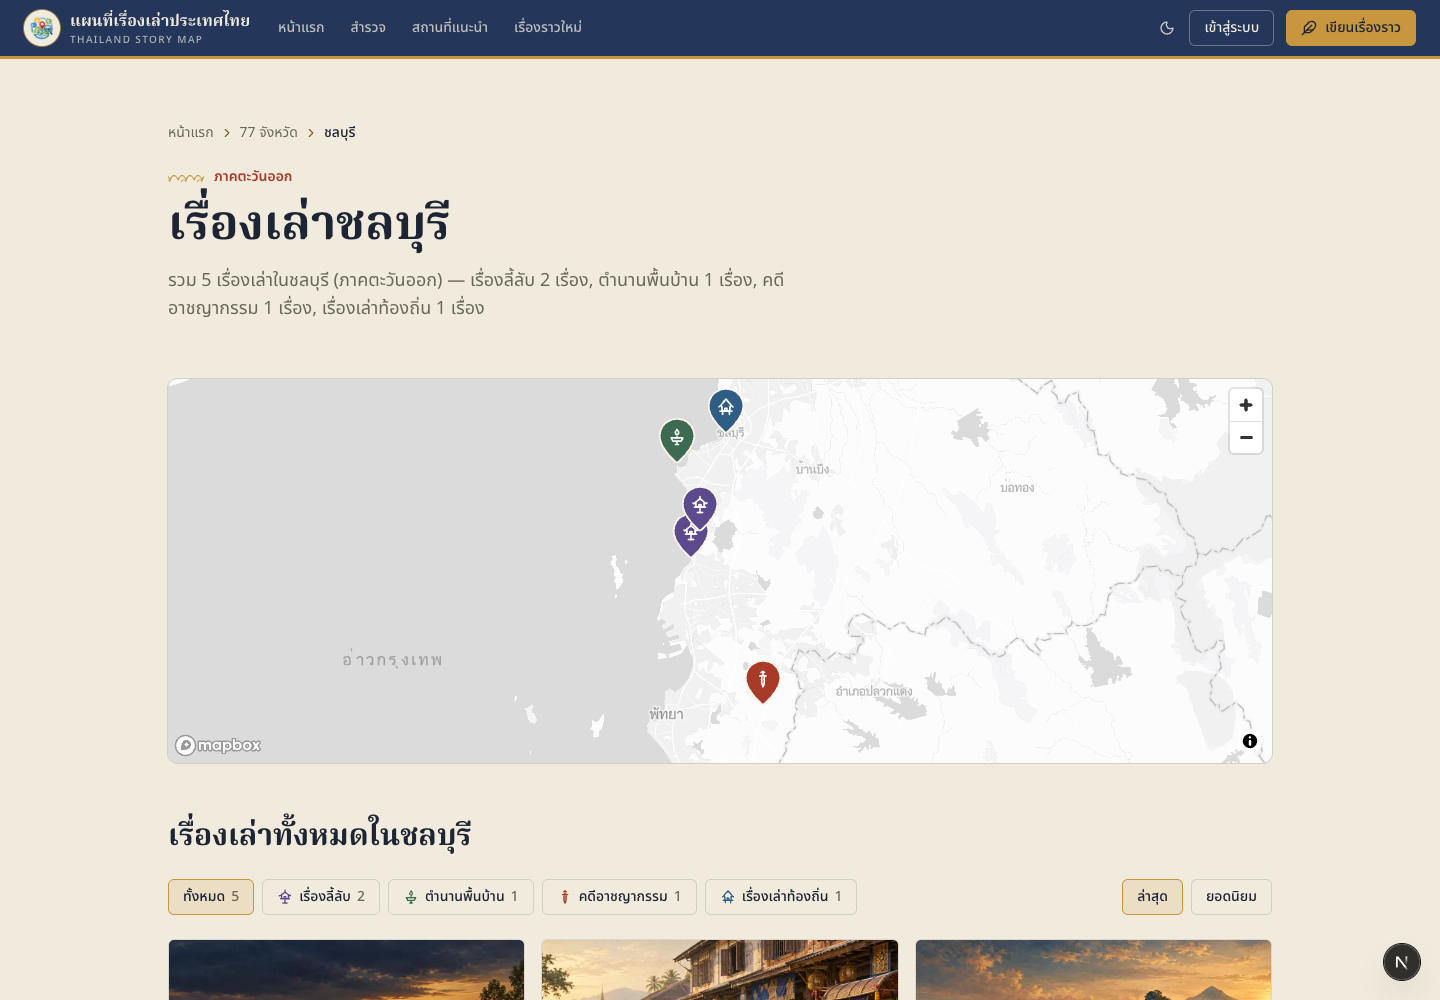 แผนที่เรื่องเล่าประเทศไทย
THAILAND STORY MAP
หน้าแรก สำรวจ สถานที่แนะนำ เรื่องราวใหม่
เข้าสู่ระบบ เขียนเรื่องราว
หน้าแรก 77 จังหวัด ชลบุรี
ภาคตะวันออก
เรื่องเล่าชลบุรี
รวม 5 เรื่องเล่าในชลบุรี (ภาคตะวันออก) — เรื่องลี้ลับ 2 เรื่อง, ตำนานพื้นบ้าน 1 เรื่อง, คดี
อาชญากรรม 1 เรื่อง, เรื่องเล่าท้องถิ่น 1 เรื่อง
ชลบุรี
บ้านบึง
บ่อทอง
อ่าวกรุงเทพ
อำเภอปลวกแดง
พัทยา
mapbox
เรื่องเล่าทั้งหมดในชลบุรี
ทั้งหมด 5 เรื่องลี้ลับ 2 ตำนานพื้นบ้าน 1 คดีอาชญากรรม 1 เรื่องเล่าท้องถิ่น 1 ล่าสุด ยอดนิยม
N